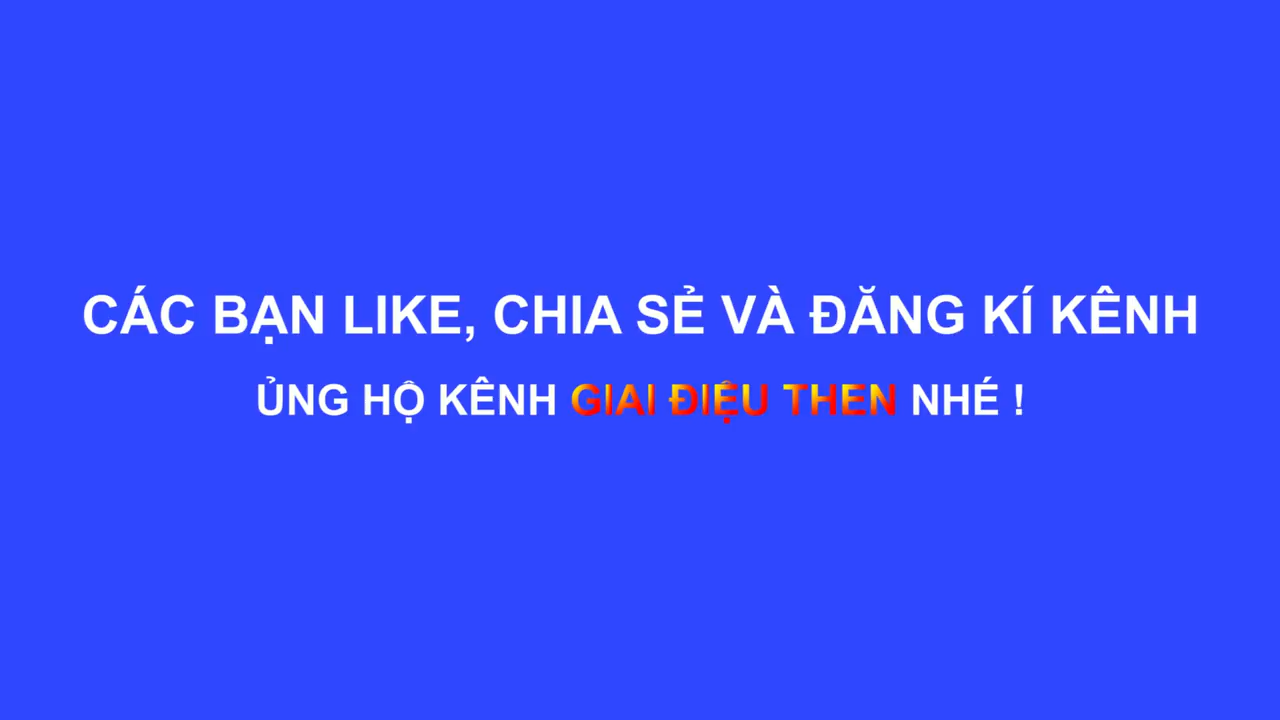 CÁC BẠN LIKE, CHIA SẺ VÀ ĐĂNG KÍ KÊNH
ỦNG HỘ KÊNH GIAI ĐIỆU THEN NHÉ !